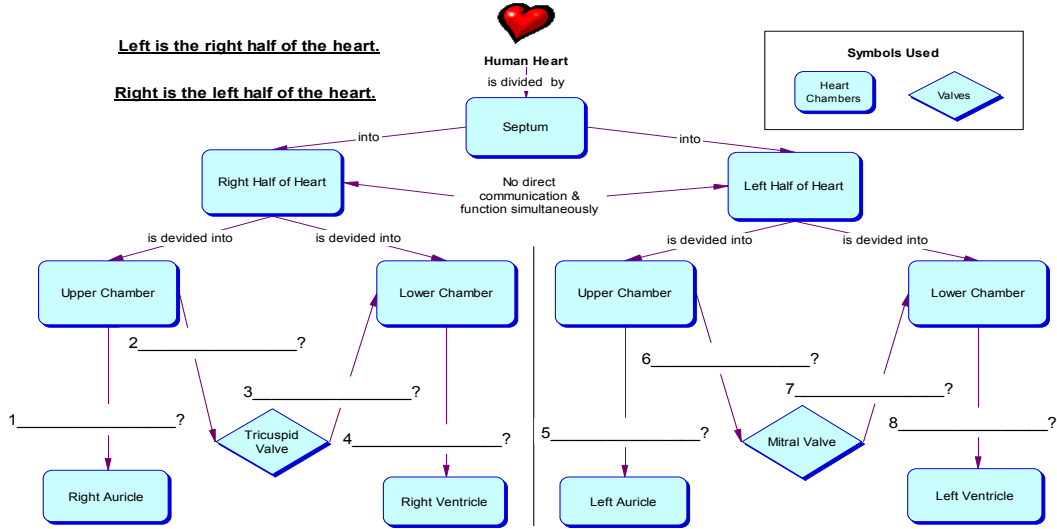 Left is the right half of the heart.
Right is the left half of the heart.
Human Heart
is divided by
Septum
Symbols Used
Heart
Chambers
Valves
into
into
Right Half of Heart
No direct
communication &
function simultaneously
Left Half of Heart
is devided into
is devided into
is devided into
is devided into
Upper Chamber
Lower Chamber
Upper Chamber
Lower Chamber
2__________________?
6__________________?
3__________________?
7_________________?
1__________________?
Tricuspid
Valve
4_________________?
5_________________?
Mitral Valve
8_________________?
Right Auricle
Right Ventricle
Left Auricle
Left Ventricle